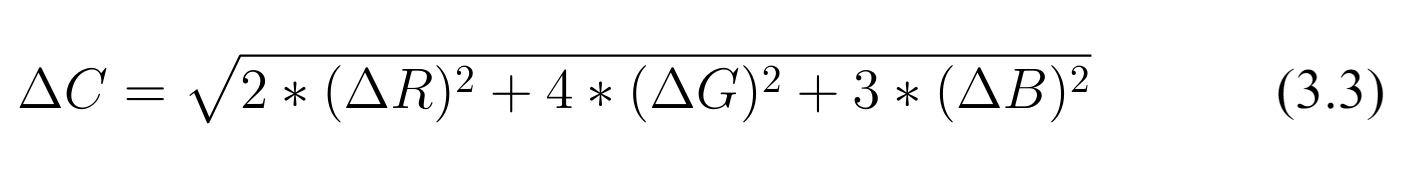 ΔC = √2 * (ΔR)² + 4 * (ΔG)² + 3 * (ΔB)² (3.3)